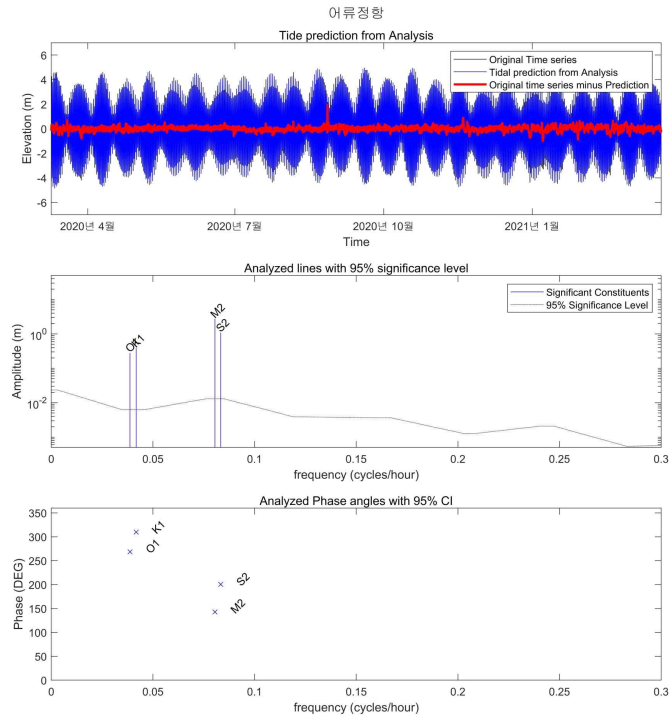 어류정항
Tide prediction from Analysis
Elevation (m)
6
4
2
0
-2
-4
-6
Original Time series
Tidal prediction from Analysis
Original time series minus Prediction
2020년 4월
2020년 7월
2020년 10월
2021년 1월
Time
Analyzed lines with 95% significance level
Amplitude (m)
10^0
10^-2
M2
S2
O1
K1
Significant Constituents
95% Significance Level
0
0.05
0.1
0.15
0.2
0.25
0.3
frequency (cycles/hour)
Analyzed Phase angles with 95% CI
Phase (DEG)
350
300
250
200
150
100
50
0
K1
O1
S2
M2
0
0.05
0.1
0.15
0.2
0.25
0.3
frequency (cycles/hour)